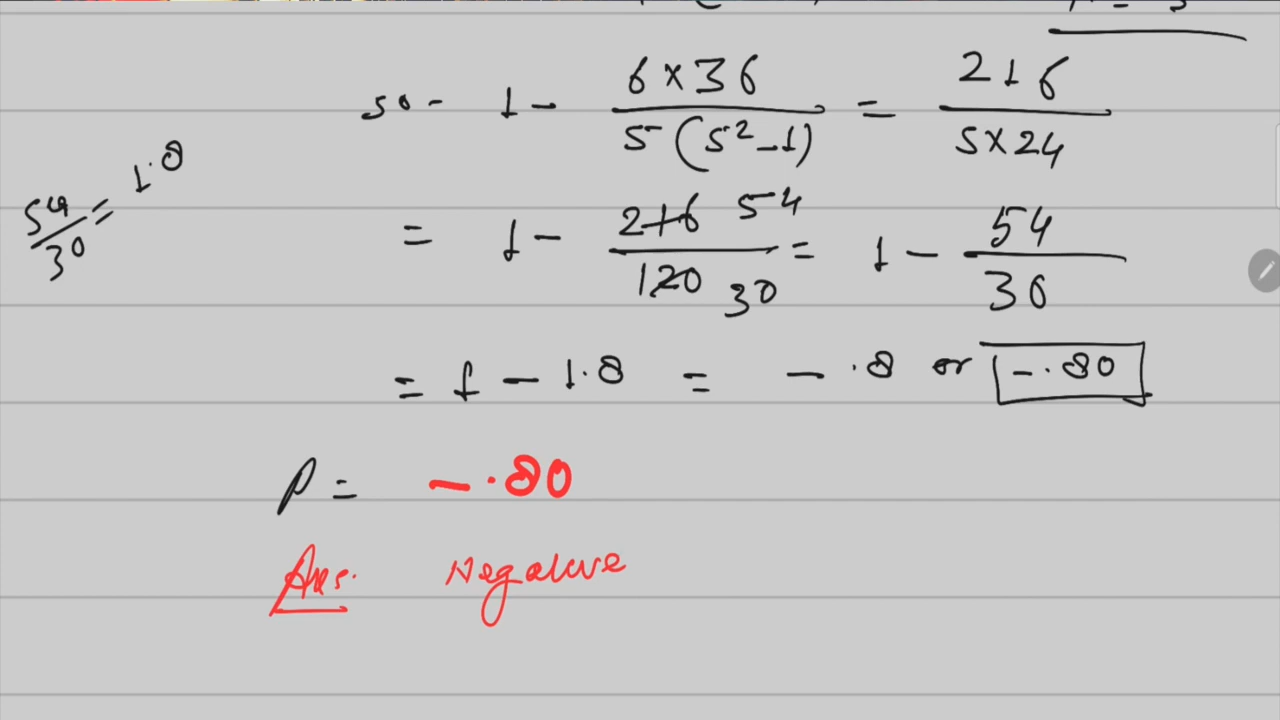 so - 1 - 6 × 36 / 5 (5² - 1) = 216 / 5 × 24
54 / 30 = 1.8
= 1 - 216 54 / 120 30 = 1 - 54 / 30
= 1 - 1.8 = - .8 or - .80
ρ = - .80
Ans. Negative